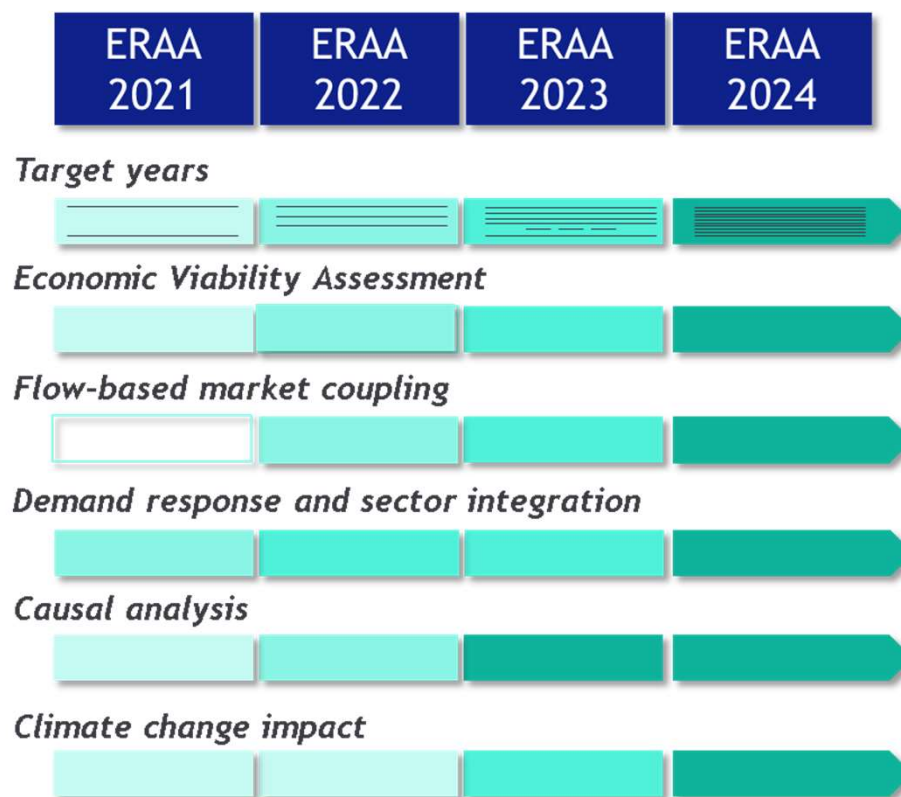 ERAA
2021
ERAA
2022
ERAA
2023
ERAA
2024
Target years
Economic Viability Assessment
Flow-based market coupling
Demand response and sector integration
Causal analysis
Climate change impact